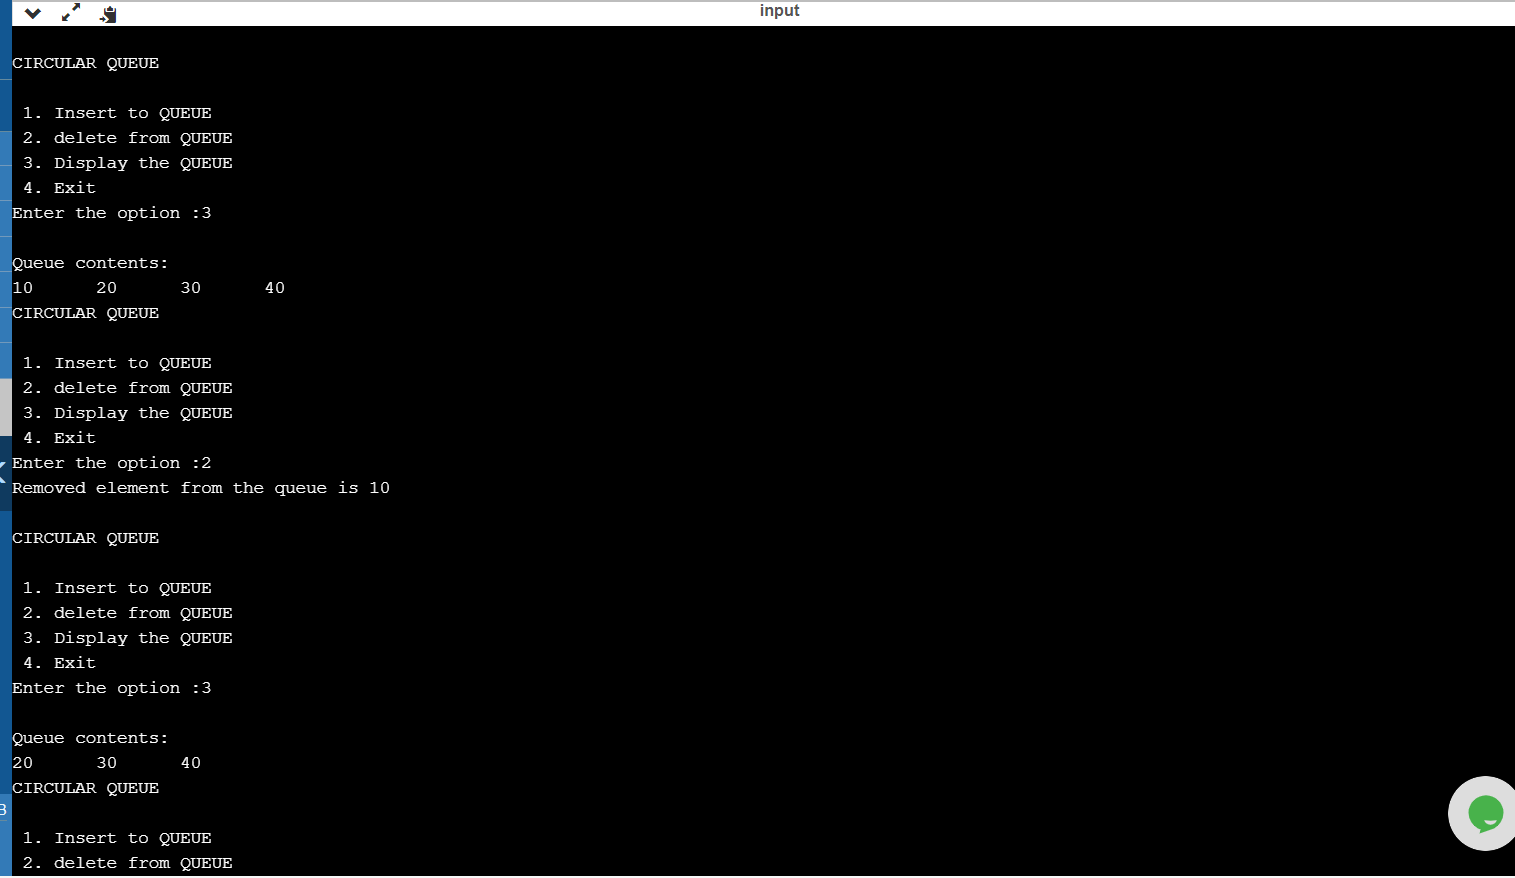 input
CIRCULAR QUEUE
1. Insert to QUEUE
2. delete from QUEUE
3. Display the QUEUE
4. Exit
Enter the option :3
Queue contents:
10 20 30 40
CIRCULAR QUEUE
1. Insert to QUEUE
2. delete from QUEUE
3. Display the QUEUE
4. Exit
Enter the option :2
Removed element from the queue is 10
CIRCULAR QUEUE
1. Insert to QUEUE
2. delete from QUEUE
3. Display the QUEUE
4. Exit
Enter the option :3
Queue contents:
20 30 40
CIRCULAR QUEUE
1. Insert to QUEUE
2. delete from QUEUE